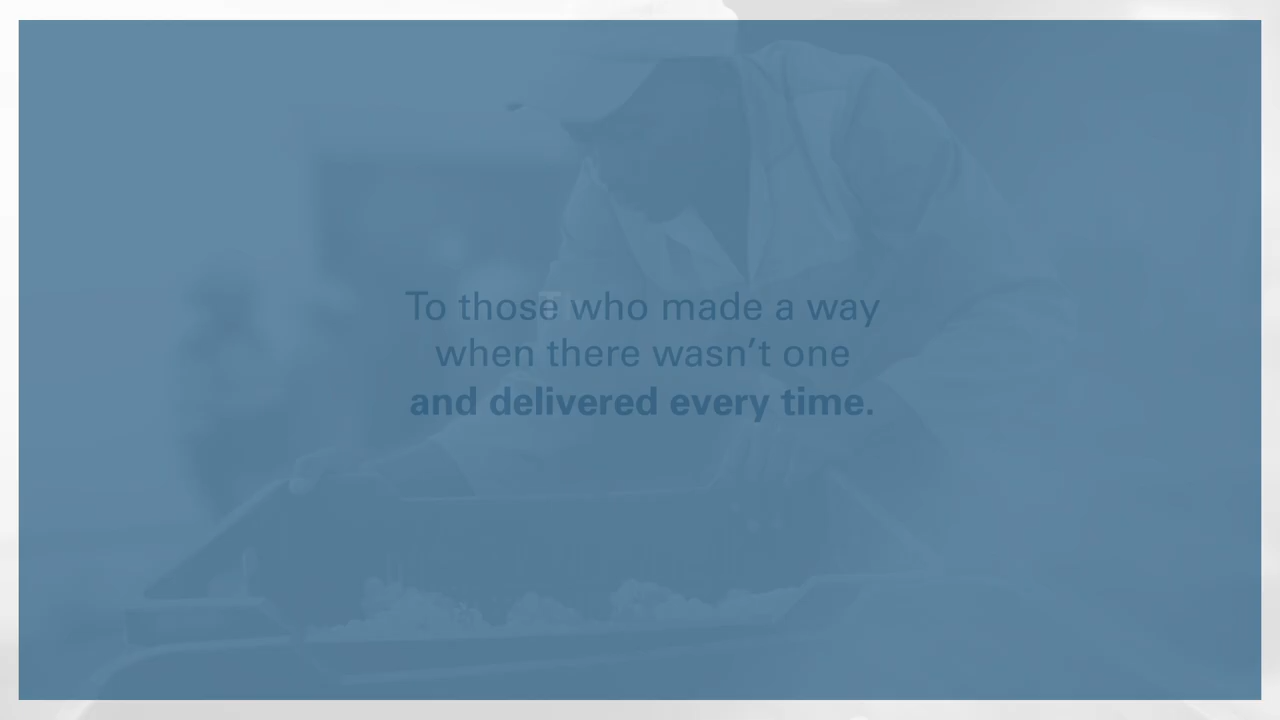 To those who made a way
when there wasn’t one
and delivered every time.